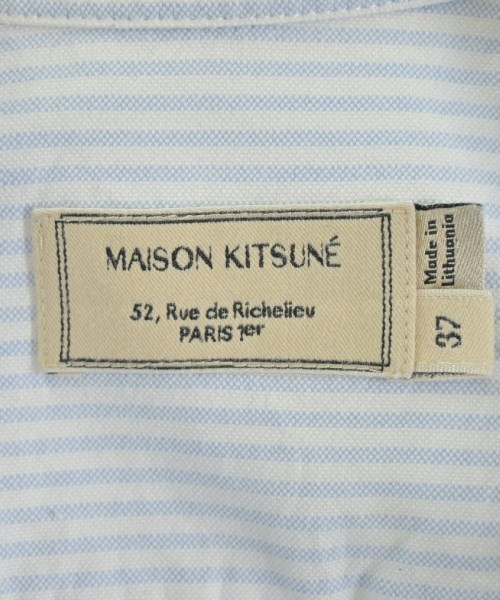 MAISON KITSUNÉ
52, Rue de Richelieu
PARIS 1er
Made in
Lithuania
37